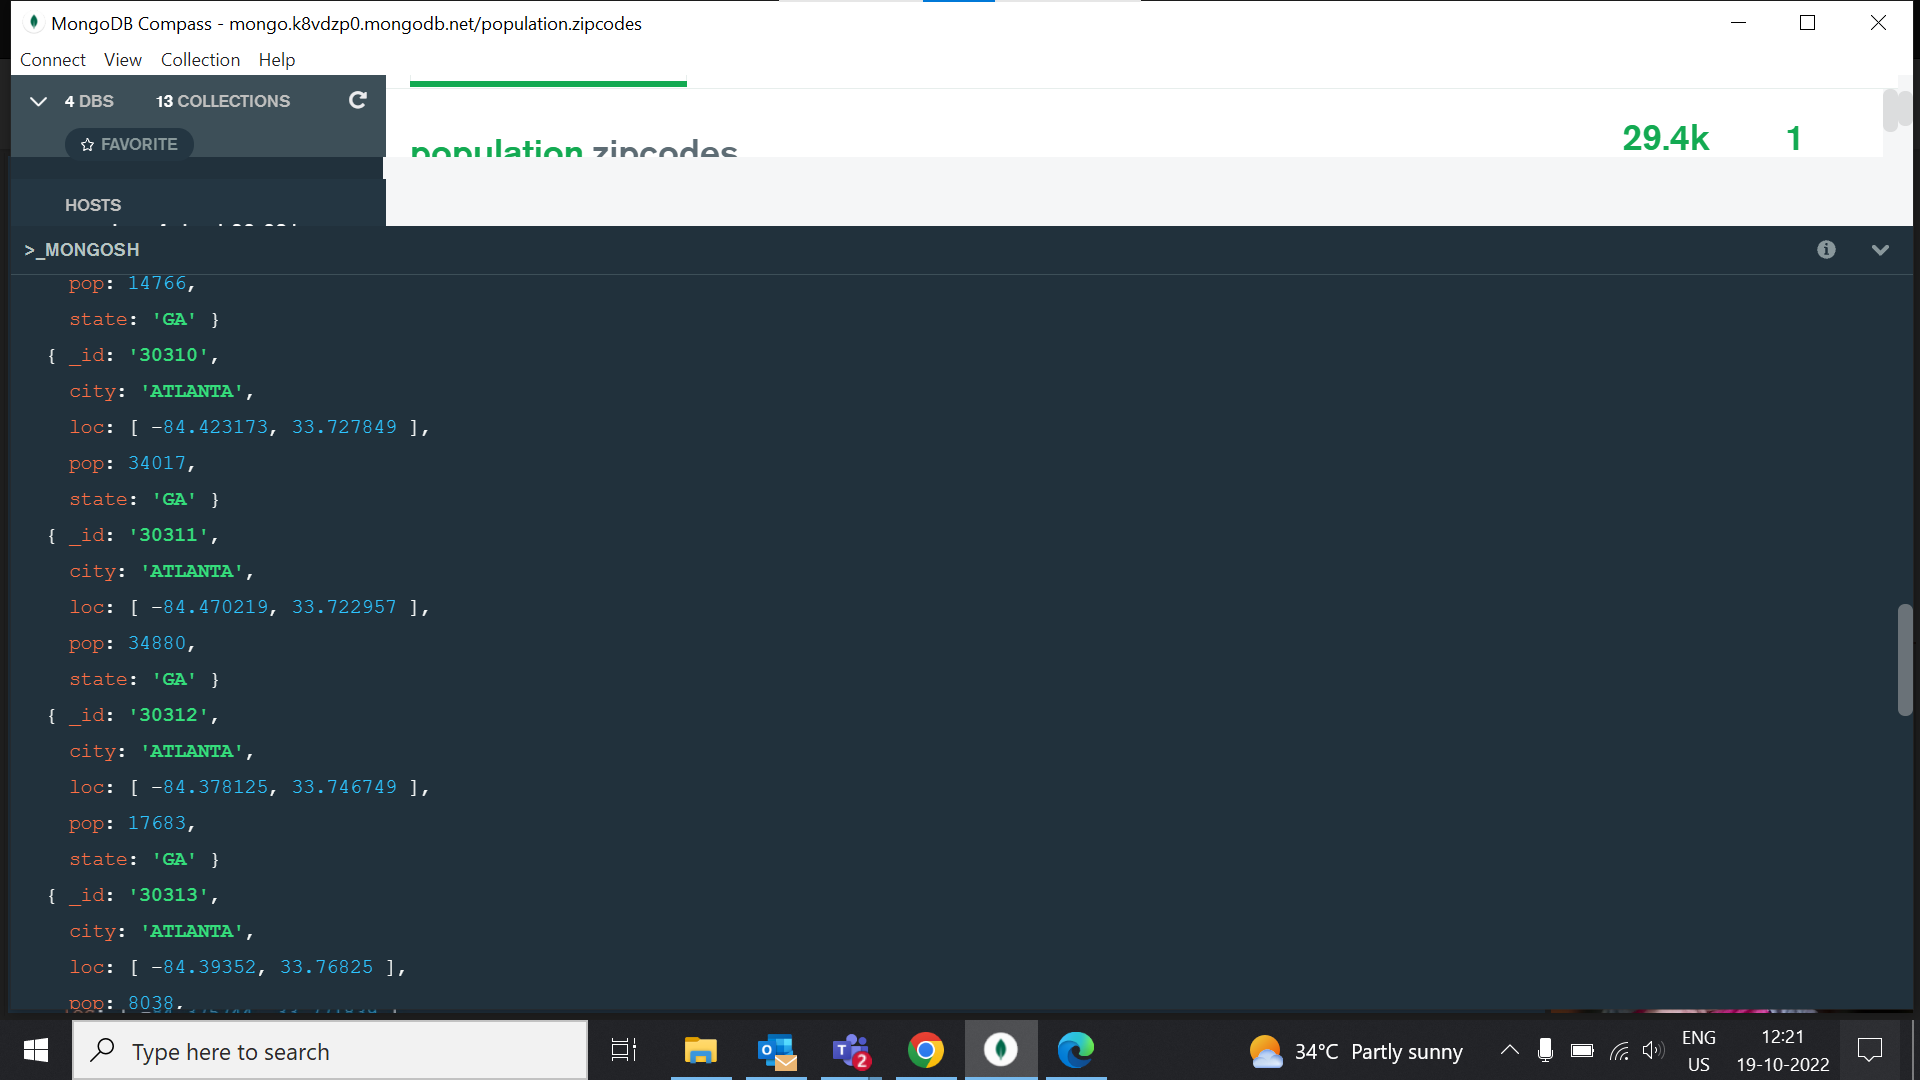 MongoDB Compass - mongo.k8vdzp0.mongodb.net/population.zipcodes
Connect View Collection Help
4 DBS 13 COLLECTIONS
FAVORITE
population.zipcodes
29.4k 1
HOSTS
>_MONGOSH
pop: 14766,
state: 'GA' }
{ _id: '30310',
city: 'ATLANTA',
loc: [ -84.423173, 33.727849 ],
pop: 34017,
state: 'GA' }
{ _id: '30311',
city: 'ATLANTA',
loc: [ -84.470219, 33.722957 ],
pop: 34880,
state: 'GA' }
{ _id: '30312',
city: 'ATLANTA',
loc: [ -84.378125, 33.746749 ],
pop: 17683,
state: 'GA' }
{ _id: '30313',
city: 'ATLANTA',
loc: [ -84.39352, 33.76825 ],
pop: 8038,
Type here to search
2
34°C Partly sunny
ENG
US
12:21
19-10-2022